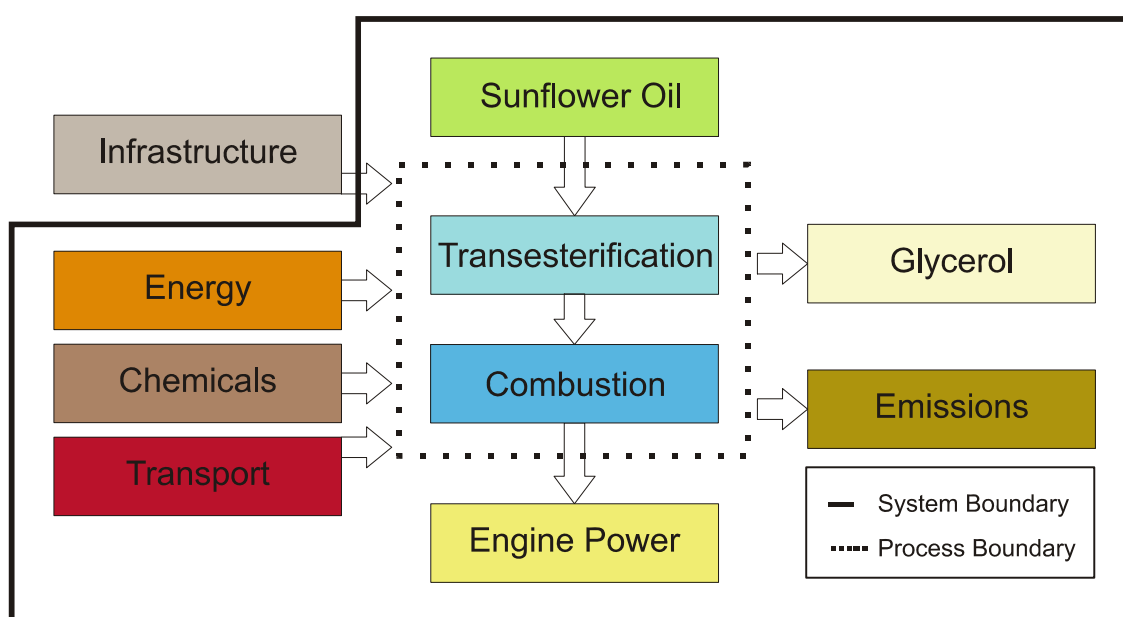 Sunflower Oil
Infrastructure
Transesterification
Glycerol
Energy
Chemicals
Combustion
Emissions
Transport
Engine Power
System Boundary
Process Boundary